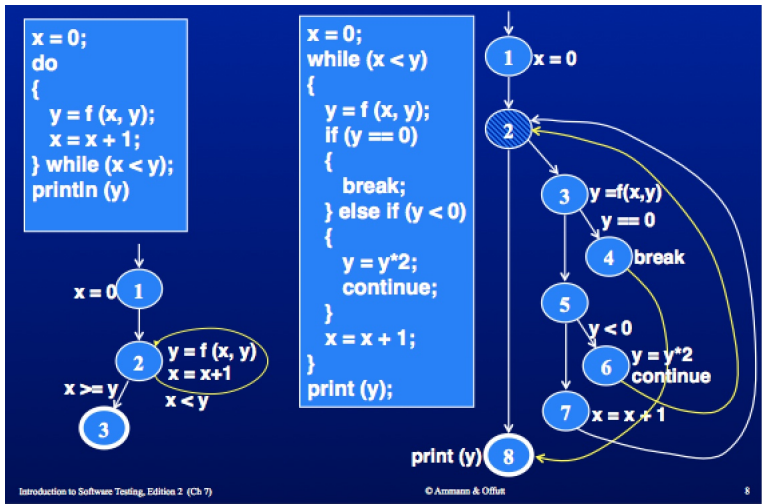 x = 0;
do
{
y = f (x, y);
x = x + 1;
} while (x < y);
println (y)
x = 0
1
2
y = f (x, y)
x = x+1
x >= y
x < y
3
x = 0;
while (x < y)
{
y = f (x, y);
if (y == 0)
{
break;
} else if (y < 0)
{
y = y*2;
continue;
}
x = x + 1;
}
print (y);
1
x = 0
2
3
y =f(x,y)
y == 0
4
break
5
y < 0
6
y = y*2
continue
7
x = x + 1
print (y)
8
Introduction to Software Testing, Edition 2 (Ch 7)
© Ammann & Offutt
8